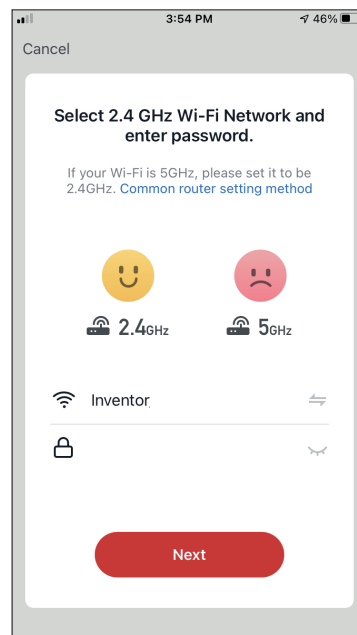 3:54 PM
46%
Cancel
Select 2.4 GHz Wi-Fi Network and
enter password.
If your Wi-Fi is 5GHz, please set it to be
2.4GHz. Common router setting method
2.4GHz
5GHz
Inventor
Next